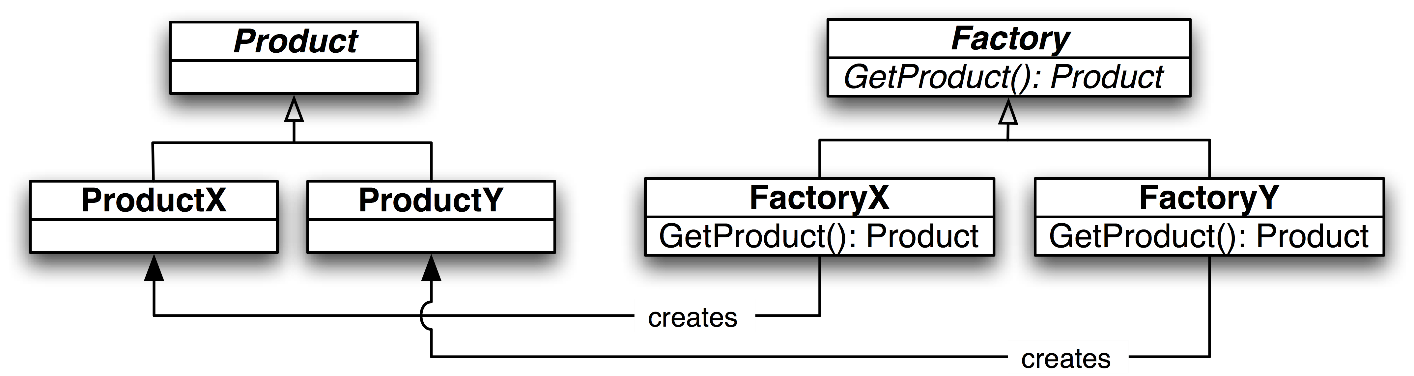 Product
Factory
GetProduct(): Product
ProductX
ProductY
FactoryX
GetProduct(): Product
FactoryY
GetProduct(): Product
creates
creates